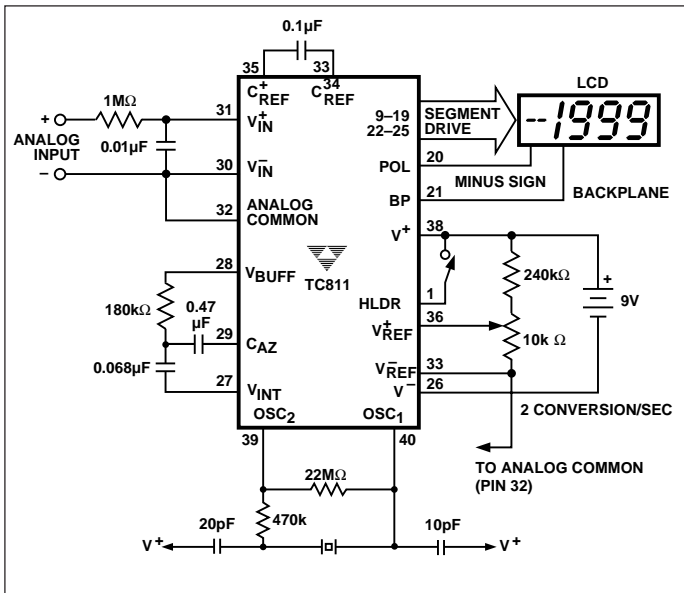 0.1µF
35
33
34
C+REF
C–REF
LCD
1MΩ
+
31
V+IN
9–19
22–25
SEGMENT
DRIVE
--1999
ANALOG
INPUT
0.01µF
–
30
V–IN
POL
20
MINUS SIGN
32
ANALOG
COMMON
BP
21
BACKPLANE
V+
38
28
VBUFF
TC811
240kΩ
+
9V
180kΩ
0.47
µF
HLDR
1
29
CAZ
V+REF
36
10k Ω
0.068µF
V–REF
33
27
VINT
V–
26
2 CONVERSION/SEC
OSC2
OSC1
39
40
TO ANALOG COMMON
(PIN 32)
22MΩ
470k
20pF
10pF
V+
V+